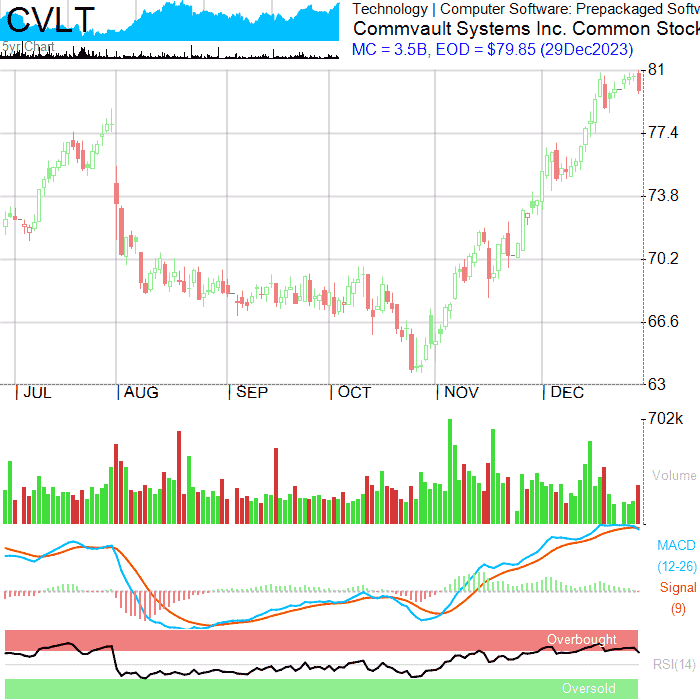 CVLT
Technology | Computer Software: Prepackaged Softw
Commvault Systems Inc. Common Stock
MC = 3.5B, EOD = $79.85 (29Dec2023)
5yr Chart
81
77.4
73.8
70.2
66.6
63
JUL AUG SEP OCT NOV DEC
702k
Volume
MACD
(12-26)
Signal
(9)
Overbought
RSI(14)
Oversold